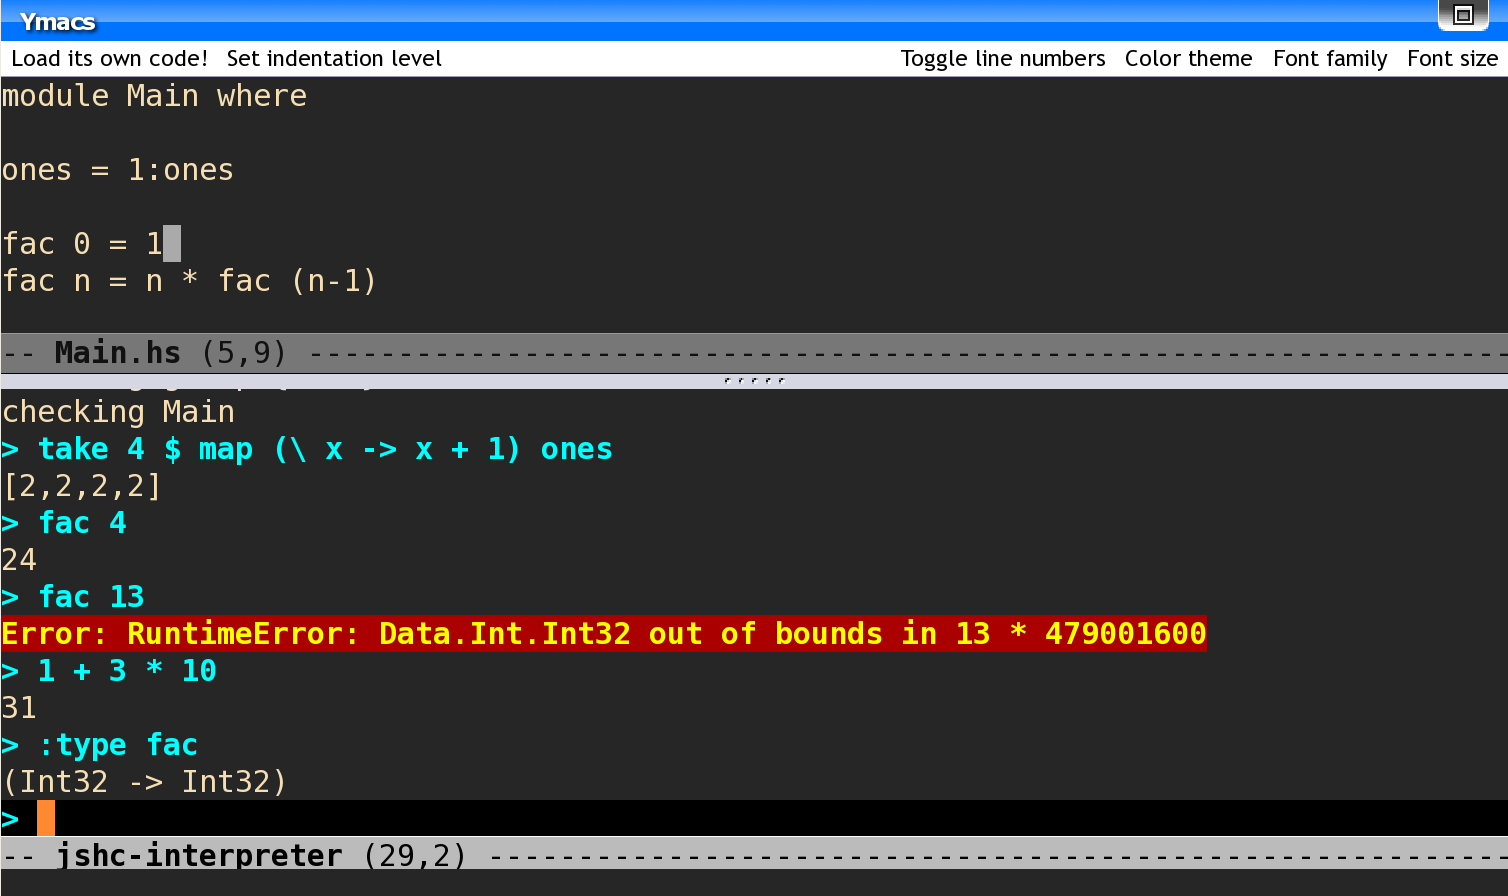 Ymacs
Load its own code! Set indentation level Toggle line numbers Color theme Font family Font size
module Main where
ones = 1:ones
fac 0 = 1
fac n = n * fac (n-1)
-- Main.hs (5,9) -------------------------------------------------------------------
checking Main
> take 4 $ map (\ x -> x + 1) ones
[2,2,2,2]
> fac 4
24
> fac 13
Error: RuntimeError: Data.Int.Int32 out of bounds in 13 * 479001600
> 1 + 3 * 10
31
> :type fac
(Int32 -> Int32)
>
-- jshc-interpreter (29,2) ---------------------------------------------------------